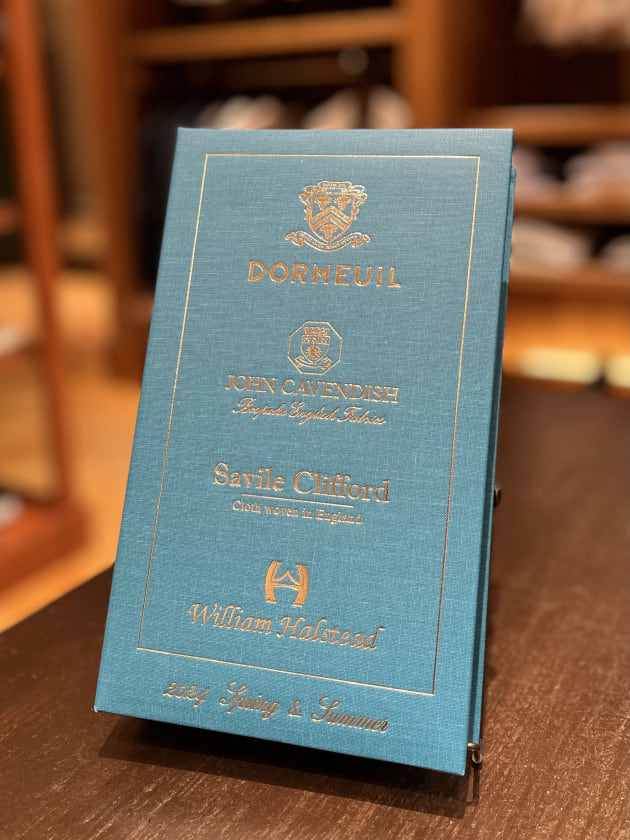 DORMEUIL
JOHN CAVENDISH
Bespoke English Fabrics
Savile Clifford
Cloth woven in England
William Halstead
2024 Spring & Summer